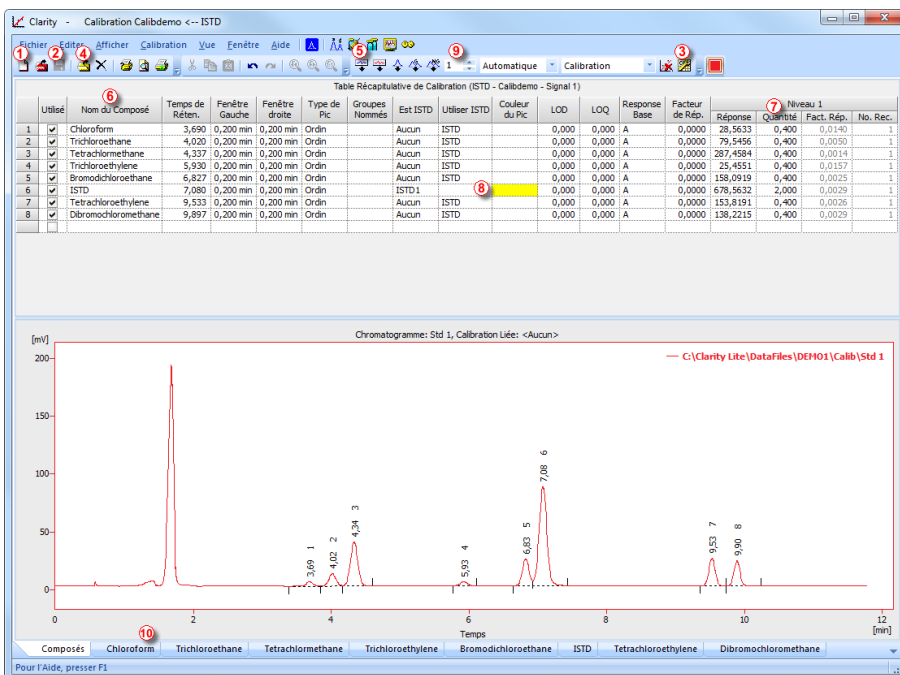 Clarity - Calibration Calibdemo <-- ISTD
Fichier Editer Afficher Calibration Vue Fenêtre Aide
1 2 4 5 9 3
1 Automatique Calibration
Table Récapitulative de Calibration (ISTD - Calibdemo - Signal 1)
6 7
Utilisé Nom du Composé Temps de Réten. Fenêtre Gauche Fenêtre droite Type de Pic Groupes Nommés Est ISTD Utiliser ISTD Couleur du Pic LOD LOQ Response Base Facteur de Rép. Niveau 1
Réponse Quantité Fact. Rép. No. Rec.
1 Chloroform 3,690 0,200 min 0,200 min Ordin Aucun ISTD 0,000 0,000 A 0,0000 28,5633 0,400 0,0140 1
2 Trichloroethane 4,020 0,200 min 0,200 min Ordin Aucun ISTD 0,000 0,000 A 0,0000 79,5456 0,400 0,0050 1
3 Tetrachlormethane 4,337 0,200 min 0,200 min Ordin Aucun ISTD 0,000 0,000 A 0,0000 287,4584 0,400 0,0014 1
4 Trichloroethylene 5,930 0,200 min 0,200 min Ordin Aucun ISTD 0,000 0,000 A 0,0000 25,4551 0,400 0,0157 1
5 Bromodichloroethane 6,827 0,200 min 0,200 min Ordin Aucun ISTD 0,000 0,000 A 0,0000 158,0919 0,400 0,0025 1
6 ISTD 7,080 0,200 min 0,200 min Ordin ISTD1 8 0,000 0,000 A 0,0000 678,5632 2,000 0,0029 1
7 Tetrachloroethylene 9,533 0,200 min 0,200 min Ordin Aucun ISTD 0,000 0,000 A 0,0000 153,8191 0,400 0,0026 1
8 Dibromochloromethane 9,897 0,200 min 0,200 min Ordin Aucun ISTD 0,000 0,000 A 0,0000 138,2215 0,400 0,0029 1
Chromatogramme: Std 1, Calibration Liée: <Aucun>
[mV]
C:\Clarity Lite\DataFiles\DEMO1\Calib\Std 1
200
150
100
50
0
3,69 1
4,02 2
4,34 3
5,93 4
6,83 5
7,08 6
9,53 7
9,90 8
0 2 4 6 8 10 12
Temps
[min]
10
Composés Chloroform Trichloroethane Tetrachlormethane Trichloroethylene Bromodichloroethane ISTD Tetrachloroethylene Dibromochloromethane
Pour l'Aide, presser F1